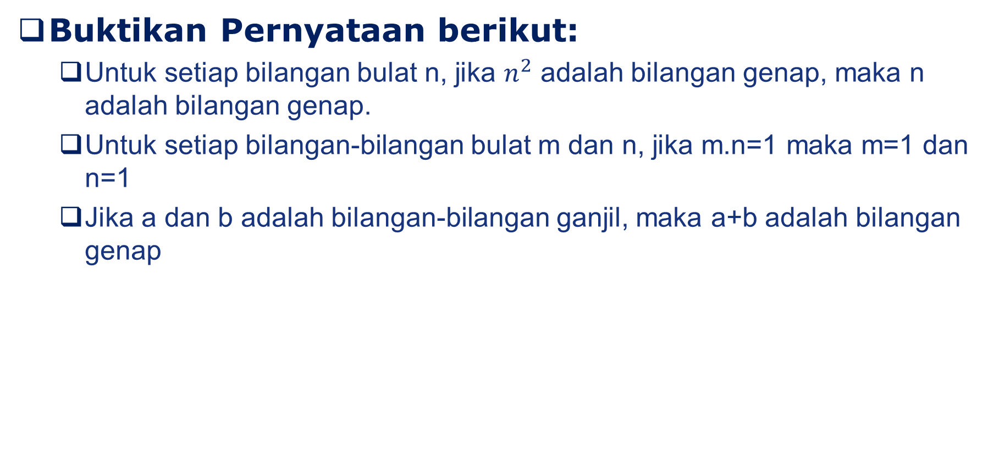 ❑Buktikan Pernyataan berikut:
❑Untuk setiap bilangan bulat n, jika 𝑛² adalah bilangan genap, maka n
adalah bilangan genap.
❑Untuk setiap bilangan-bilangan bulat m dan n, jika m.n=1 maka m=1 dan
n=1
❑Jika a dan b adalah bilangan-bilangan ganjil, maka a+b adalah bilangan
genap